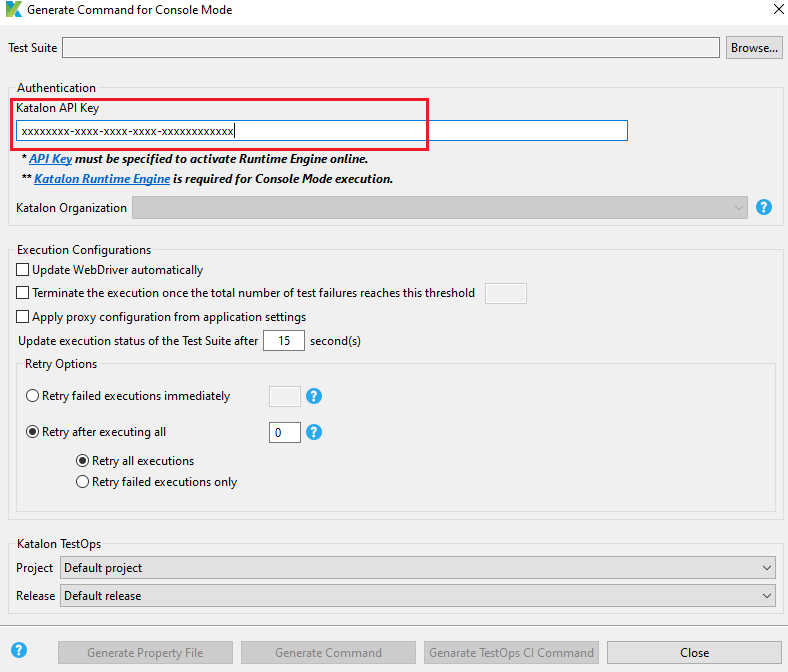 Generate Command for Console Mode
Test Suite Browse...
Authentication
Katalon API Key
xxxxxxxx-xxxx-xxxx-xxxx-xxxxxxxxxxxx
* API Key must be specified to activate Runtime Engine online.
** Katalon Runtime Engine is required for Console Mode execution.
Katalon Organization ?
Execution Configurations
Update WebDriver automatically
Terminate the execution once the total number of test failures reaches this threshold
Apply proxy configuration from application settings
Update execution status of the Test Suite after 15 second(s)
Retry Options
Retry failed executions immediately ?
Retry after executing all 0 ?
Retry all executions
Retry failed executions only
Katalon TestOps
Project Default project
Release Default release
? Generate Property File Generate Command Genarate TestOps CI Command Close